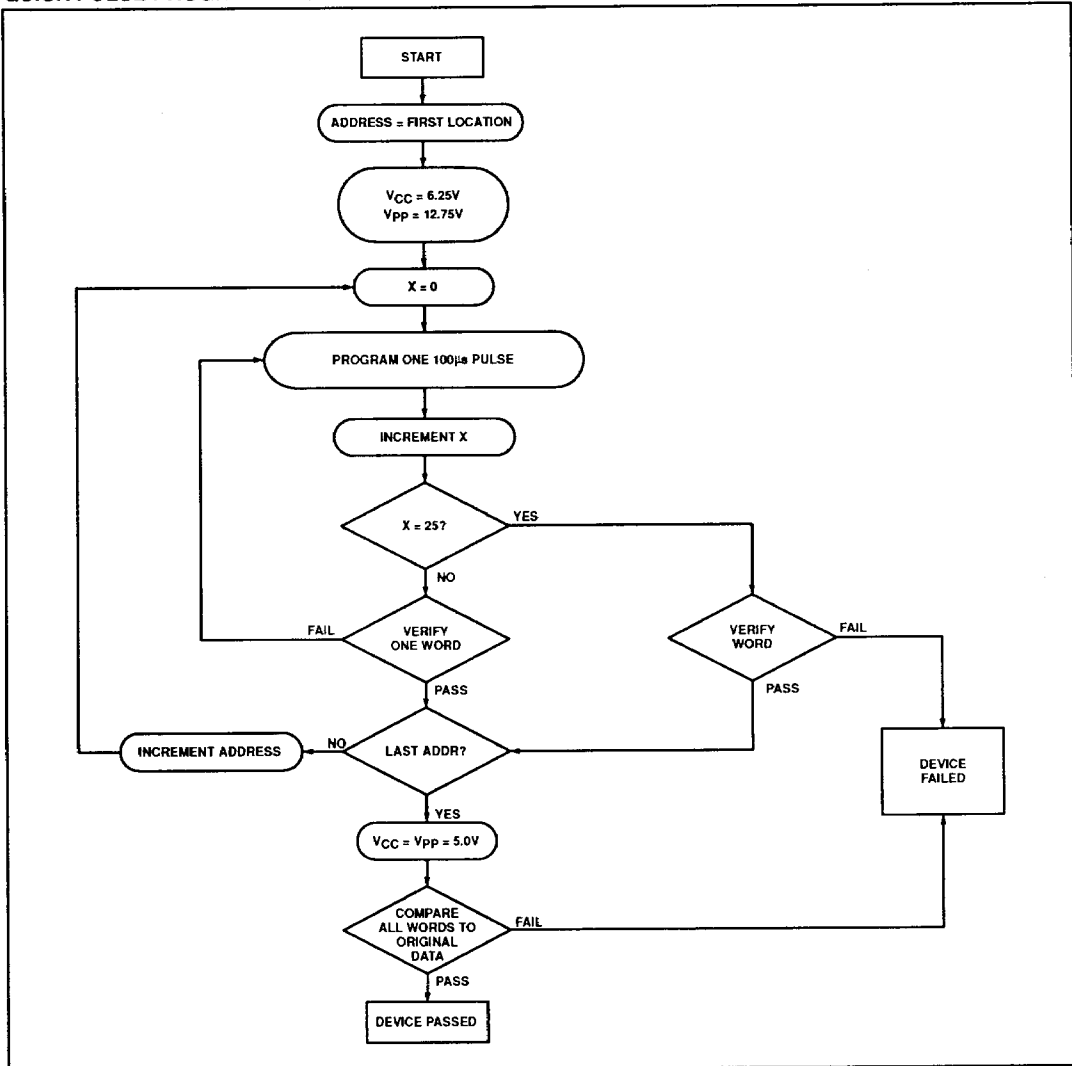 START
ADDRESS = FIRST LOCATION
VCC = 6.25V
VPP = 12.75V
X = 0
PROGRAM ONE 100µs PULSE
INCREMENT X
X = 25?
YES
NO
VERIFY
ONE WORD
FAIL
PASS
VERIFY
WORD
FAIL
PASS
INCREMENT ADDRESS
NO
LAST ADDR?
DEVICE
FAILED
YES
VCC = VPP = 5.0V
COMPARE
ALL WORDS TO
ORIGINAL
DATA
FAIL
PASS
DEVICE PASSED